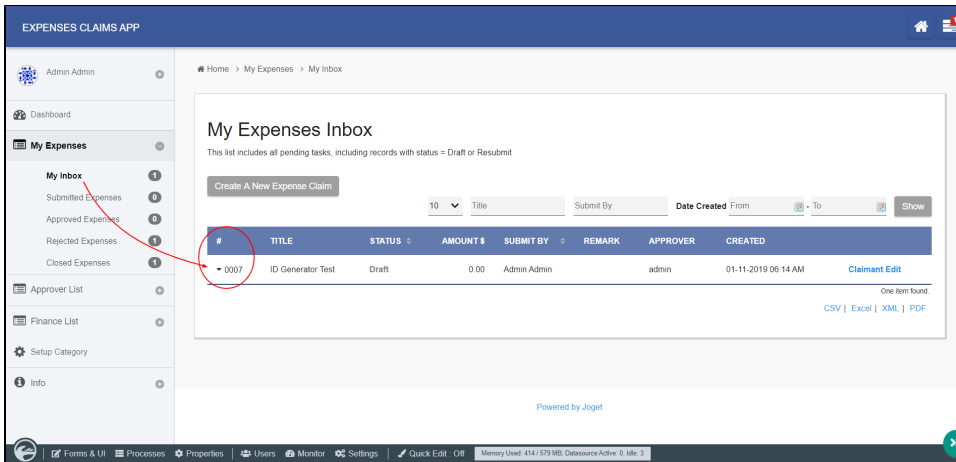 EXPENSES CLAIMS APP
1
Admin Admin
Home > My Expenses > My Inbox
Dashboard
My Expenses
My Inbox 1
Submitted Expenses 0
Approved Expenses 0
Rejected Expenses 1
Closed Expenses 1
Approver List
Finance List
Setup Category
Info
My Expenses Inbox
This list includes all pending tasks, including records with status = Draft or Resubmit
Create A New Expense Claim
10 Title Submit By Date Created From - To Show
# TITLE STATUS AMOUNT $ SUBMIT BY REMARK APPROVER CREATED
0007 ID Generator Test Draft 0.00 Admin Admin admin 01-11-2019 06:14 AM Claimant Edit
One item found.
CSV | Excel | XML | PDF
Powered by Joget
Forms & UI Processes Properties | Users Monitor Settings | Quick Edit : Off Memory Used: 414 / 579 MB; Datasource Active: 0, Idle: 3